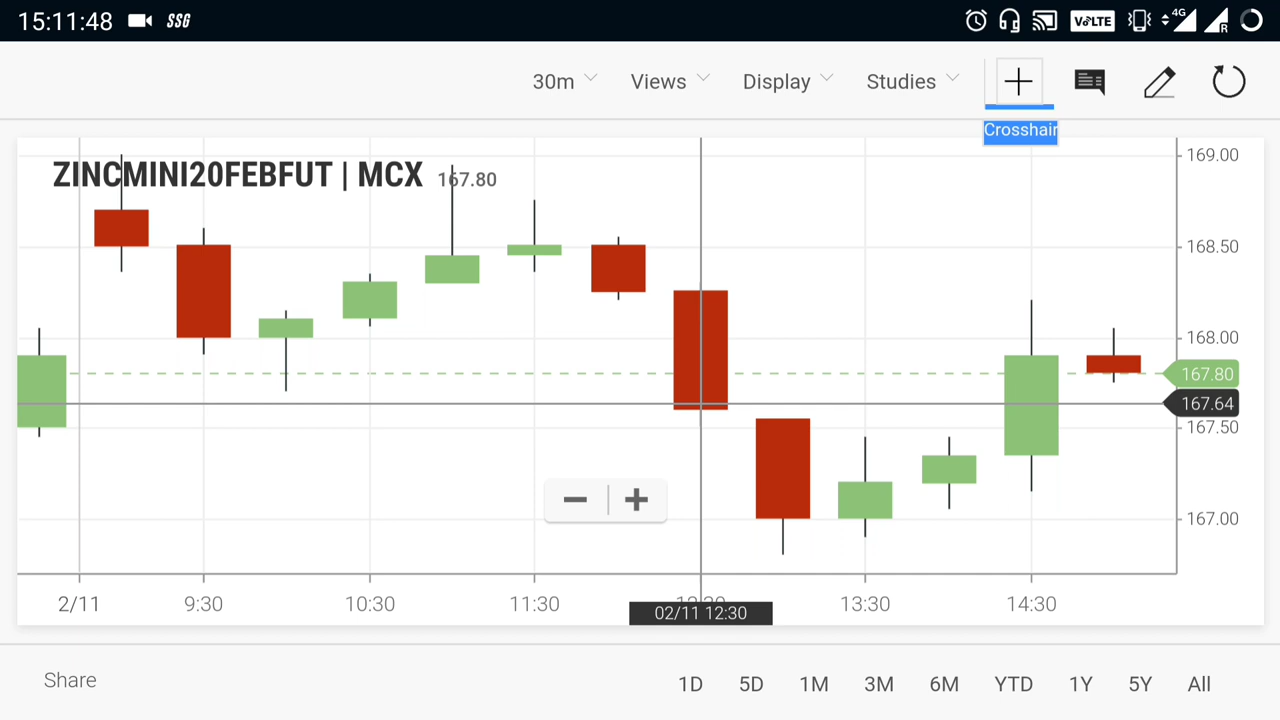 15:11:48 SSG VoLTE 4G R
30m Views Display Studies
Crosshair
ZINCMINI20FEBFUT | MCX 167.80
169.00
168.50
168.00
167.80
167.64
167.50
167.00
2/11 9:30 10:30 11:30 13:30 14:30
02/11 12:30
Share 1D 5D 1M 3M 6M YTD 1Y 5Y All